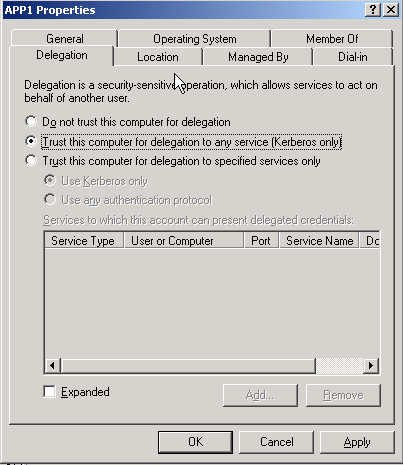 APP1 Properties
General Operating System Member Of
Delegation Location Managed By Dial-in
Delegation is a security-sensitive operation, which allows services to act on
behalf of another user.
Do not trust this computer for delegation
Trust this computer for delegation to any service (Kerberos only)
Trust this computer for delegation to specified services only
Use Kerberos only
Use any authentication protocol
Services to which this account can present delegated credentials:
Service Type User or Computer Port Service Name Do
Expanded Add... Remove
OK Cancel Apply